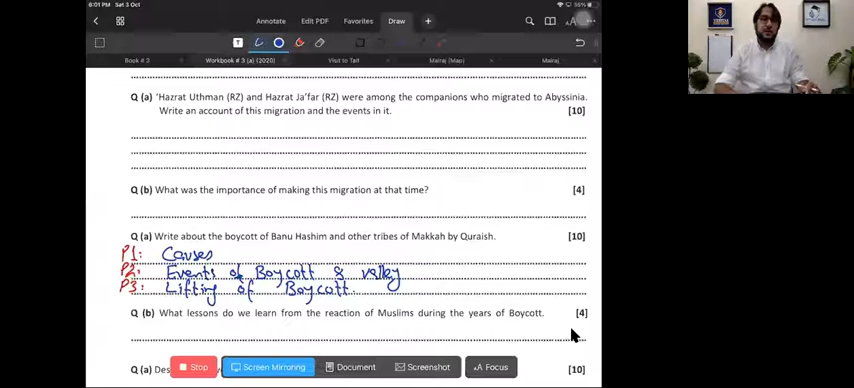 6:01 PM Sat 3 Oct
55%
Annotate Edit PDF Favorites Draw +
T
Book # 3 Workbook # 3 (a) (2020) Visit to Taif Meiraj (Map) Meiraj
Q (a) 'Hazrat Uthman (RZ) and Hazrat Ja'far (RZ) were among the companions who migrated to Abyssinia.
Write an account of this migration and the events in it. [10]
Q (b) What was the importance of making this migration at that time? [4]
Q (a) Write about the boycott of Banu Hashim and other tribes of Makkah by Quraish. [10]
P1: Causes
P2: Events of Boycott & valley
P3: Lifting of Boycott.
Q (b) What lessons do we learn from the reaction of Muslims during the years of Boycott. [4]
Stop Screen Mirroring Document Screenshot Focus
Q (a) Des [10]